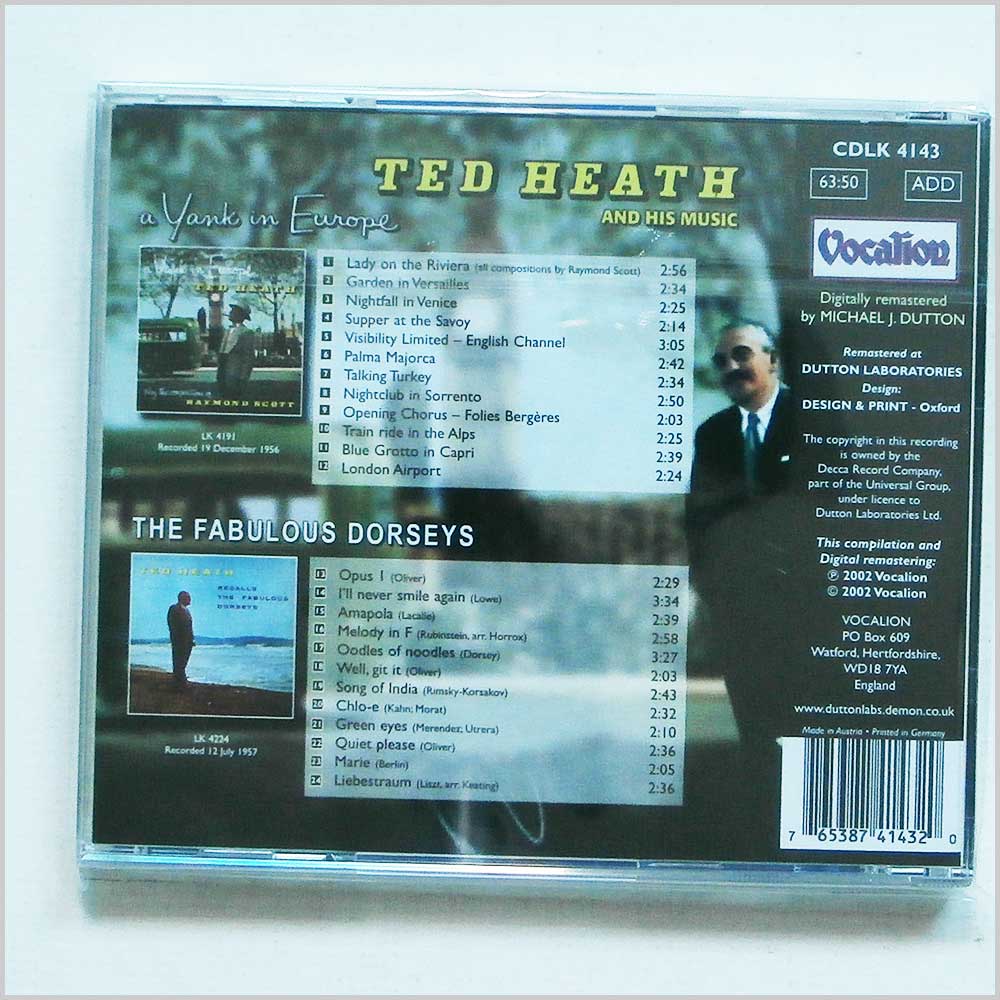 TED HEATH
AND HIS MUSIC
a Yank in Europe
TED HEATH
RAYMOND SCOTT
LK 4191
Recorded 19 December 1956
1 Lady on the Riviera (all compositions by Raymond Scott) 2:56
2 Garden in Versailles 2:34
3 Nightfall in Venice 2:25
4 Supper at the Savoy 2:14
5 Visibility Limited – English Channel 3:05
6 Palma Majorca 2:42
7 Talking Turkey 2:34
8 Nightclub in Sorrento 2:50
9 Opening Chorus – Folies Bergères 2:03
10 Train ride in the Alps 2:25
11 Blue Grotto in Capri 2:39
12 London Airport 2:24
THE FABULOUS DORSEYS
TED HEATH
RECALLS
THE FABULOUS
DORSEYS
LK 4224
Recorded 12 July 1957
13 Opus 1 (Oliver) 2:29
14 I'll never smile again (Lowe) 3:34
15 Amapola (Lacalle) 2:39
16 Melody in F (Rubinstein, arr. Horrox) 2:58
17 Oodles of noodles (Dorsey) 3:27
18 Well, git it (Oliver) 2:03
19 Song of India (Rimsky-Korsakov) 2:43
20 Chlo-e (Kahn; Morat) 2:32
21 Green eyes (Merendez; Utrera) 2:10
22 Quiet please (Oliver) 2:36
23 Marie (Berlin) 2:05
24 Liebestraum (Liszt, arr. Keating) 2:36
CDLK 4143
63:50 ADD
Vocalion
Digitally remastered
by MICHAEL J. DUTTON
Remastered at
DUTTON LABORATORIES
Design:
DESIGN & PRINT - Oxford
The copyright in this recording
is owned by the
Decca Record Company,
part of the Universal Group,
under licence to
Dutton Laboratories Ltd.
This compilation and
Digital remastering:
℗ 2002 Vocalion
© 2002 Vocalion
VOCALION
PO Box 609
Watford, Hertfordshire,
WD18 7YA
England
www.duttonlabs.demon.co.uk
Made in Austria • Printed in Germany
7 65387 41432 0